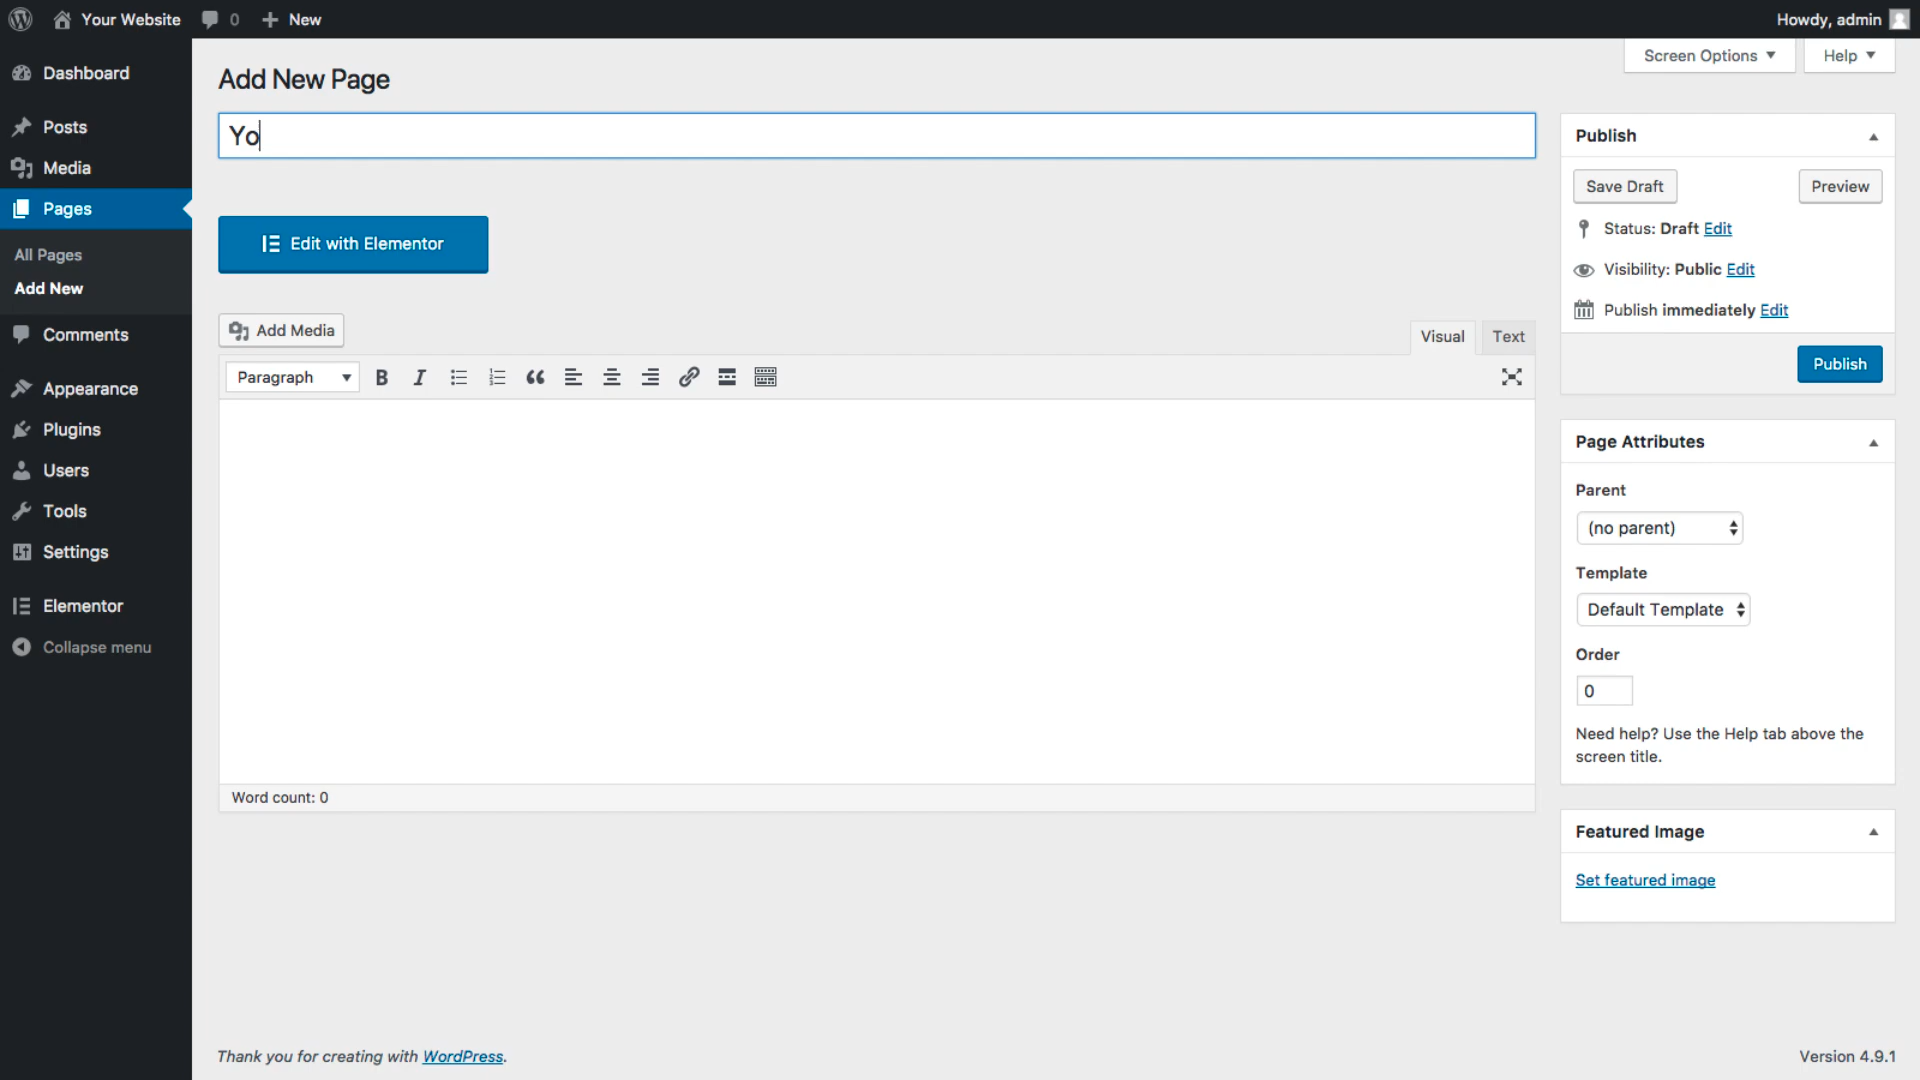 Your Website
0
New
Howdy, admin
Screen Options
Help
Dashboard
Posts
Media
Pages
All Pages
Add New
Comments
Appearance
Plugins
Users
Tools
Settings
Elementor
Collapse menu
Add New Page
Yo
Edit with Elementor
Add Media
Visual
Text
Paragraph
B
I
Word count: 0
Publish
Save Draft
Preview
Status: Draft Edit
Visibility: Public Edit
Publish immediately Edit
Publish
Page Attributes
Parent
(no parent)
Template
Default Template
Order
0
Need help? Use the Help tab above the
screen title.
Featured Image
Set featured image
Thank you for creating with WordPress.
Version 4.9.1